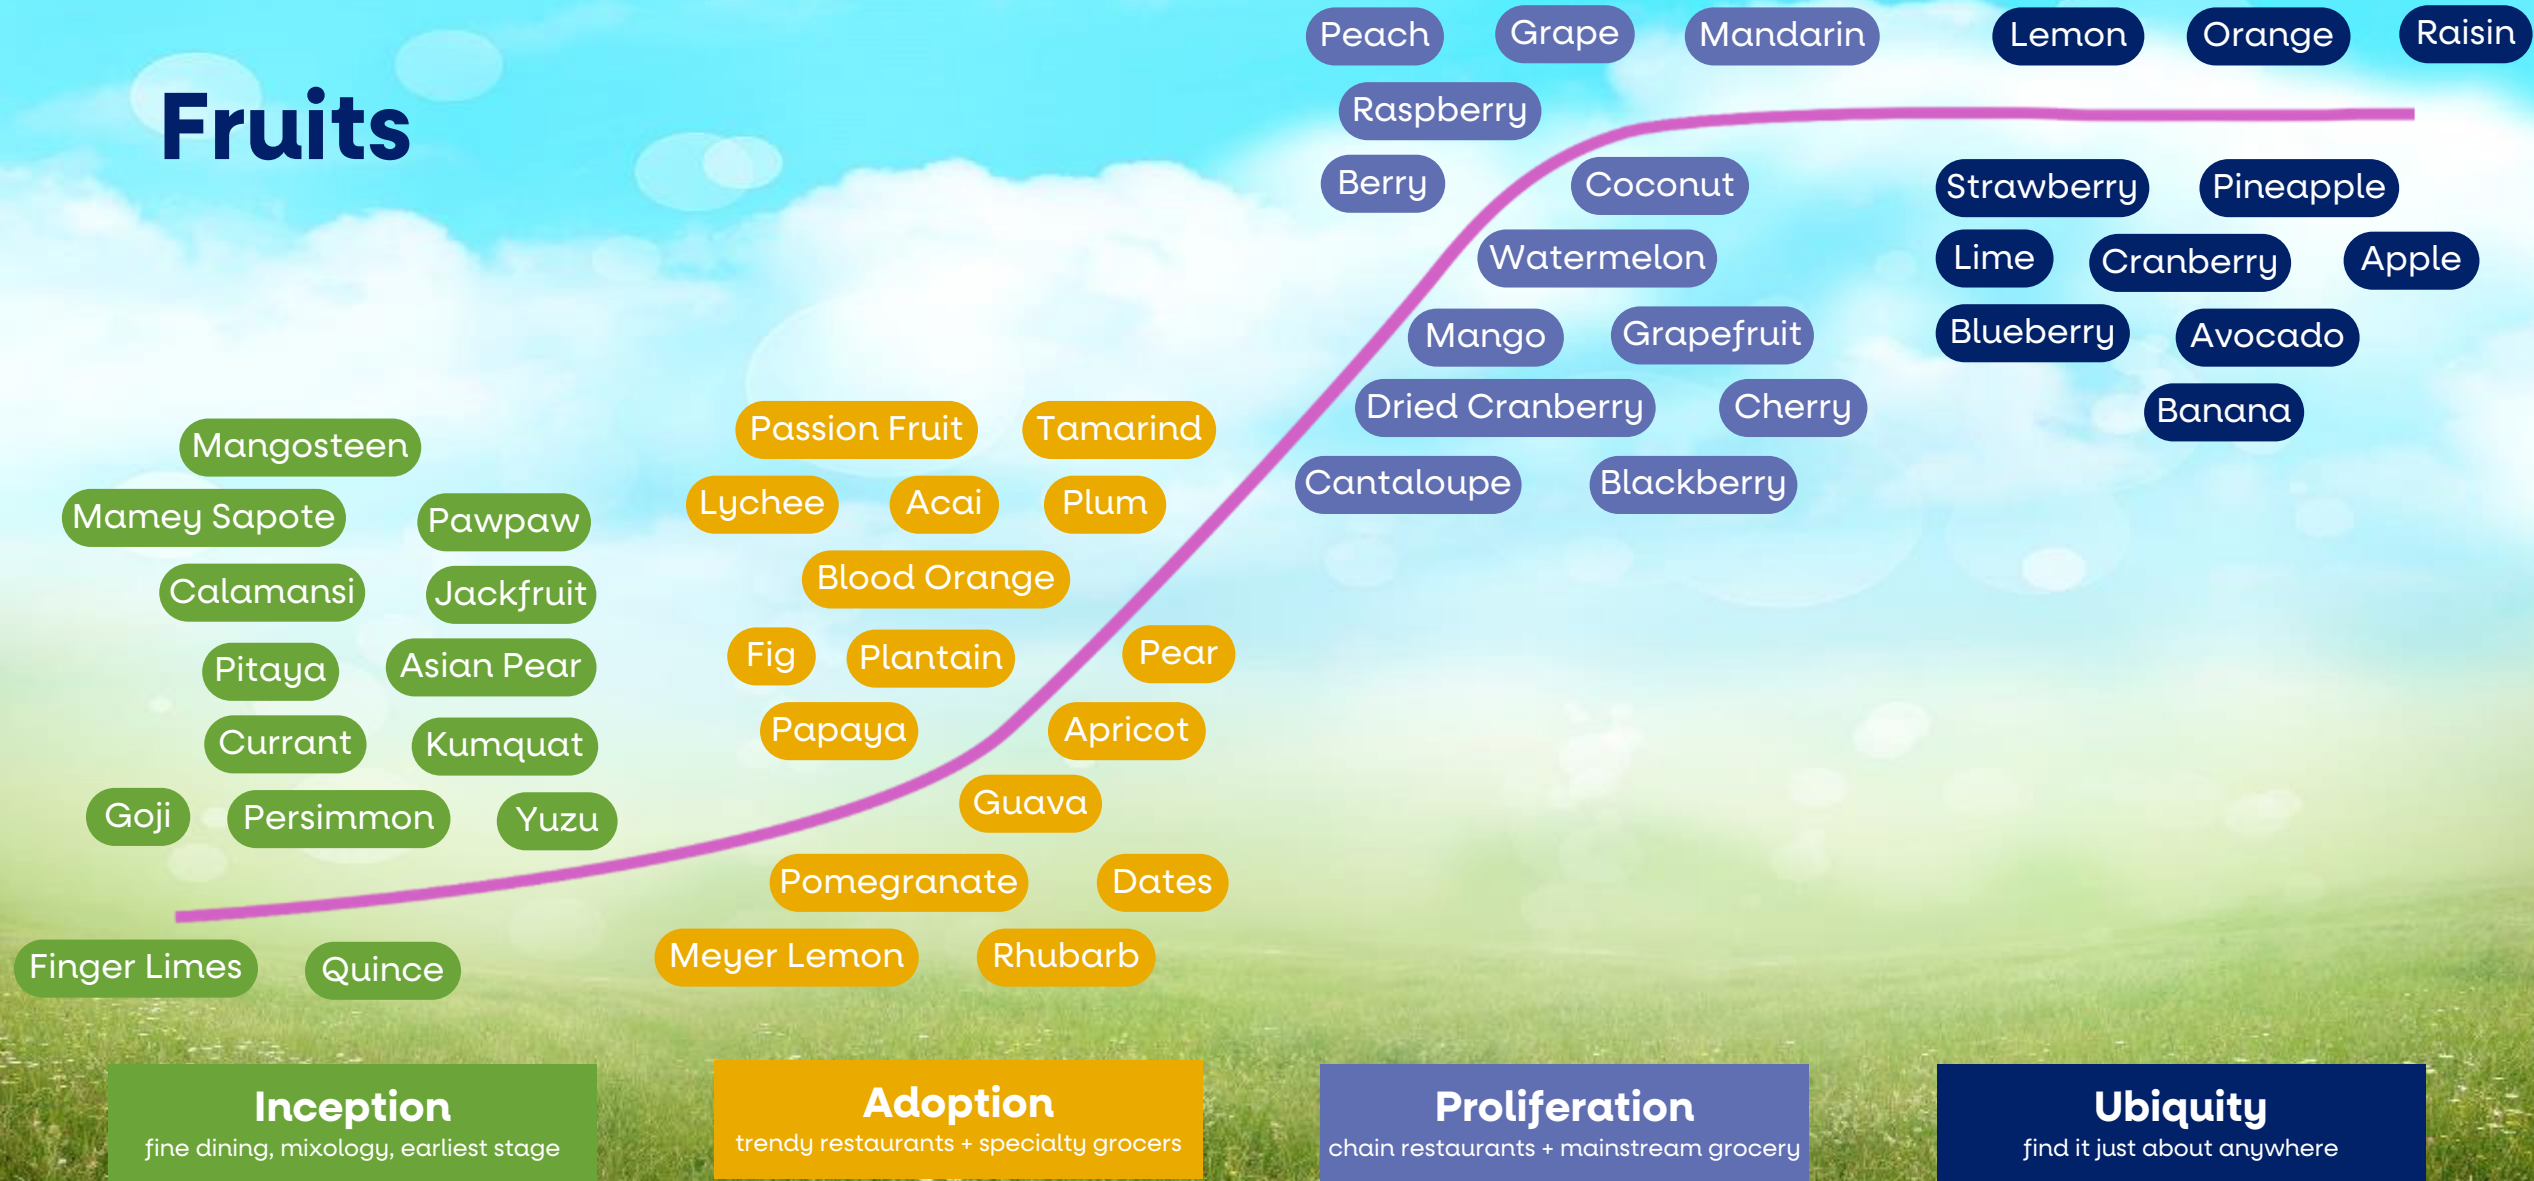 Fruits
Mangosteen
Mamey Sapote
Pawpaw
Calamansi
Jackfruit
Pitaya
Asian Pear
Currant
Kumquat
Goji
Persimmon
Yuzu
Finger Limes
Quince
Passion Fruit
Tamarind
Lychee
Acai
Plum
Blood Orange
Fig
Plantain
Pear
Papaya
Apricot
Guava
Pomegranate
Dates
Meyer Lemon
Rhubarb
Peach
Grape
Mandarin
Raspberry
Berry
Coconut
Watermelon
Mango
Grapefruit
Dried Cranberry
Cherry
Cantaloupe
Blackberry
Lemon
Orange
Raisin
Strawberry
Pineapple
Lime
Cranberry
Apple
Blueberry
Avocado
Banana
Inception
fine dining, mixology, earliest stage
Adoption
trendy restaurants + specialty grocers
Proliferation
chain restaurants + mainstream grocery
Ubiquity
find it just about anywhere